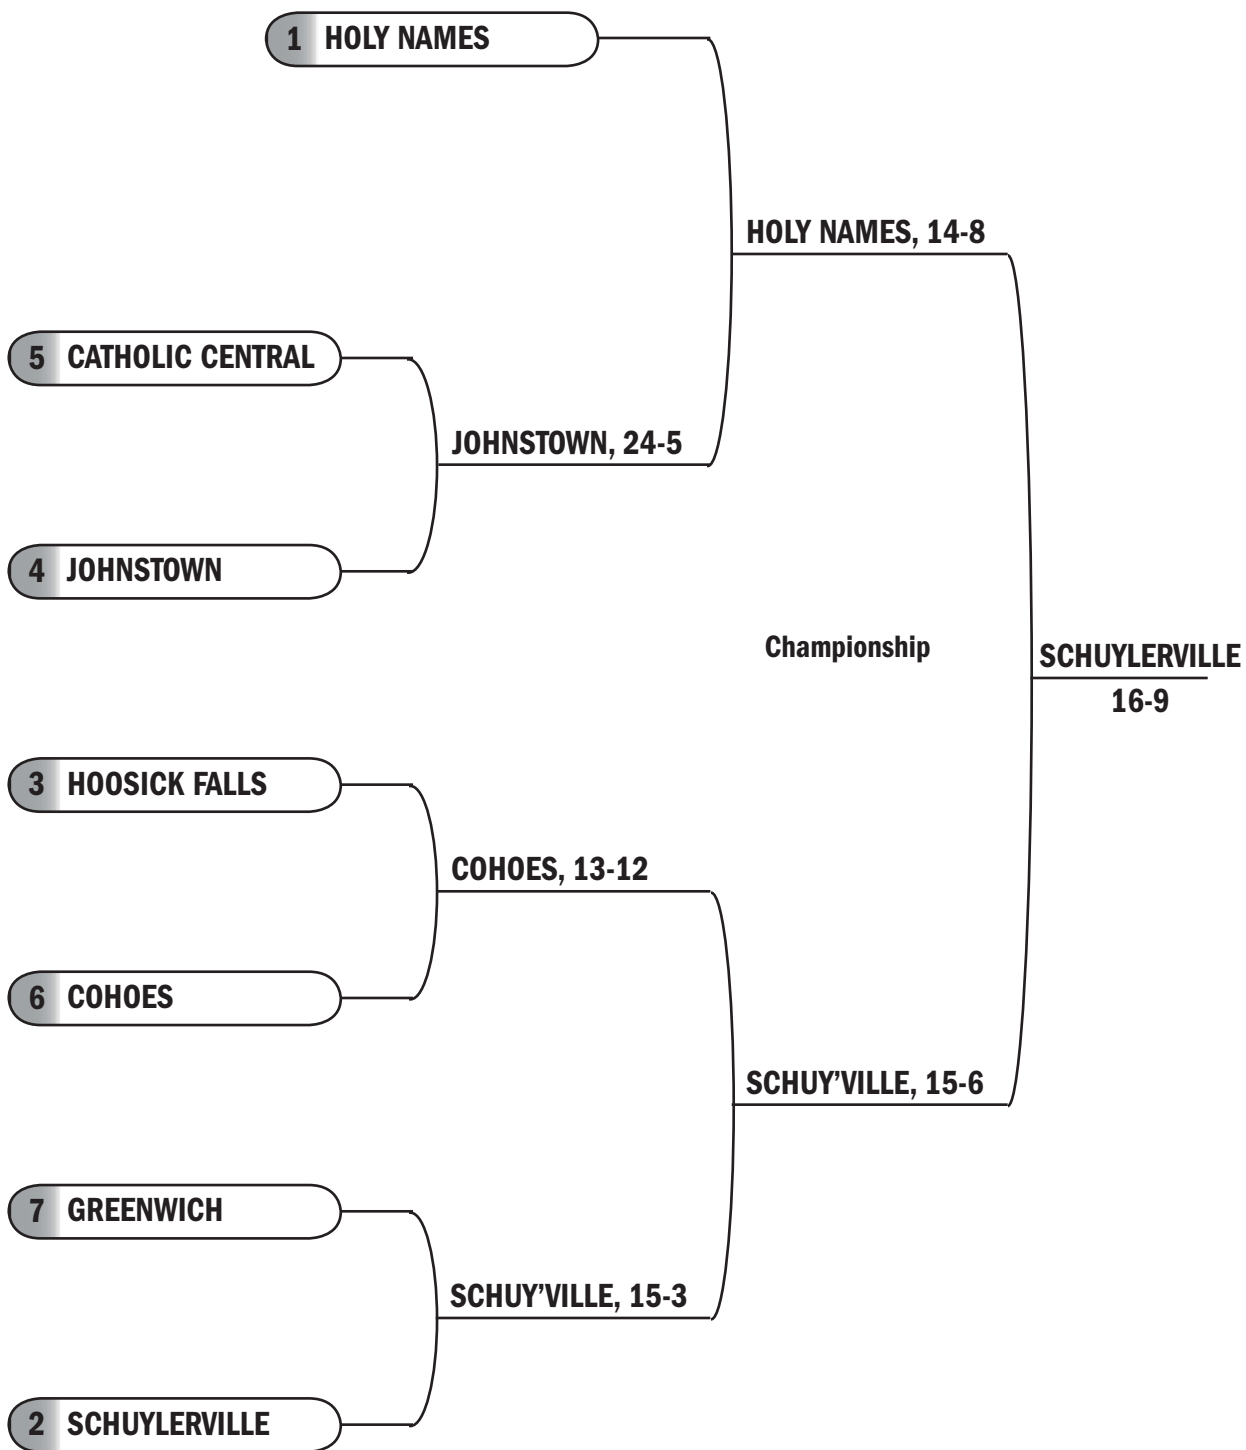 1 HOLY NAMES
HOLY NAMES, 14-8
5 CATHOLIC CENTRAL
JOHNSTOWN, 24-5
4 JOHNSTOWN
Championship
SCHUYLERVILLE
16-9
3 HOOSICK FALLS
COHOES, 13-12
6 COHOES
SCHUY’VILLE, 15-6
7 GREENWICH
SCHUY’VILLE, 15-3
2 SCHUYLERVILLE